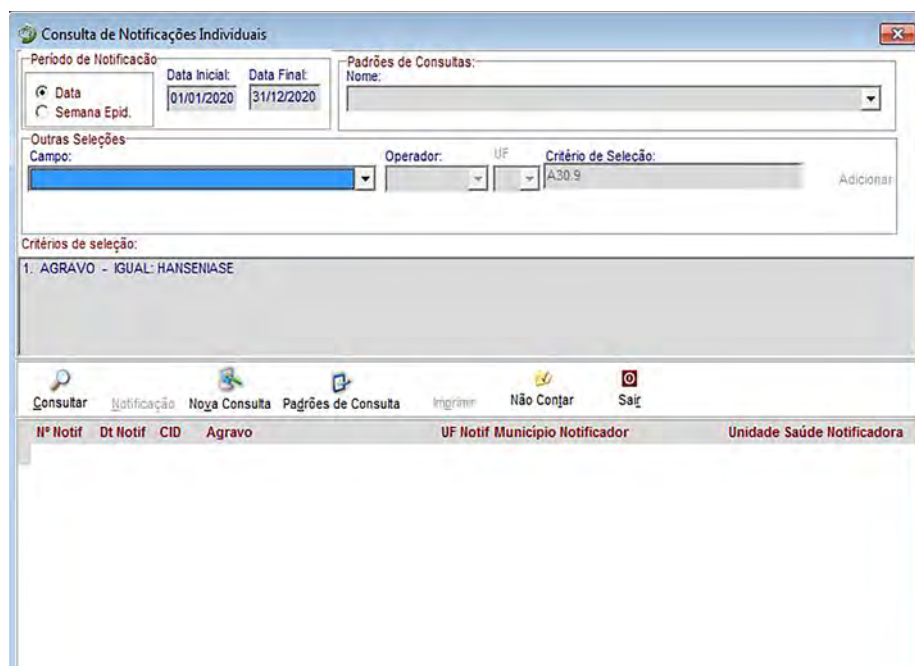 Consulta de Notificações Individuais
Período de Notificação
Data
Semana Epid.
Data Inicial: Data Final:
01/01/2020 31/12/2020
Padrões de Consultas:
Nome:
Outras Seleções
Campo: Operador: UF Critério de Seleção:
A30.9 Adicionar
Critérios de seleção:
1. AGRAVO - IGUAL: HANSENIASE
Consultar Notificação Nova Consulta Padrões de Consulta Imprimir Não Contar Sair
Nº Notif Dt Notif CID Agravo UF Notif Município Notificador Unidade Saúde Notificadora